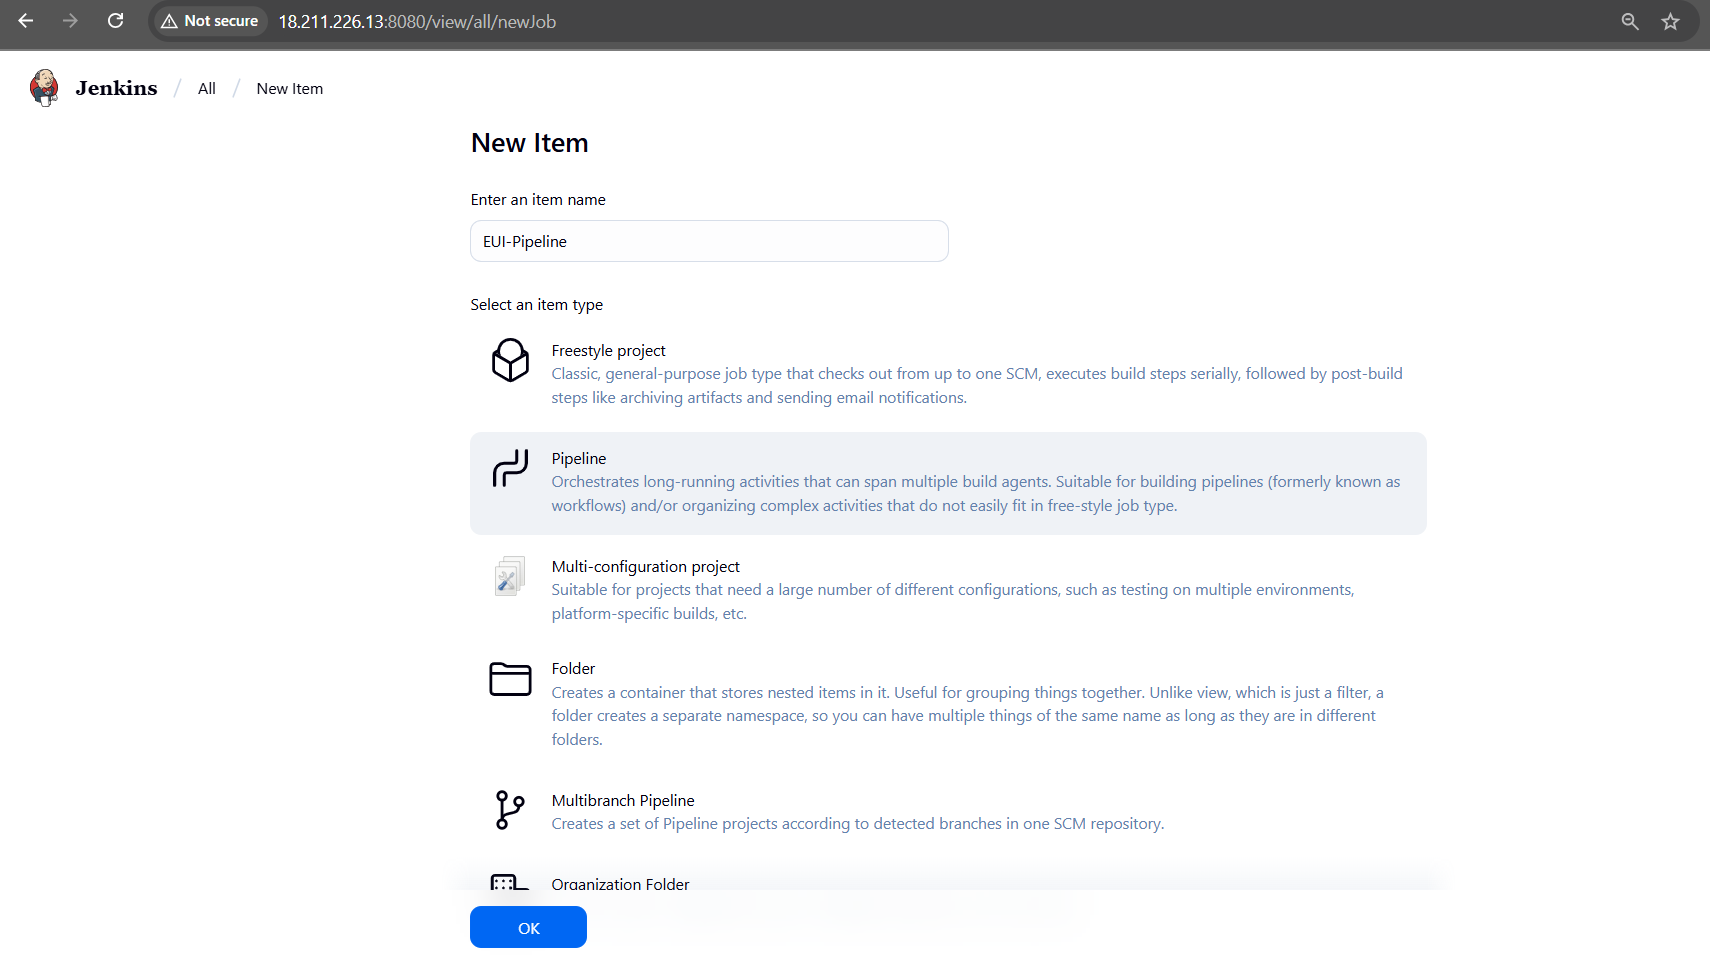 Not secure 18.211.226.13:8080/view/all/newJob
Jenkins / All / New Item
New Item
Enter an item name
EUI-Pipeline
Select an item type
Freestyle project
Classic, general-purpose job type that checks out from up to one SCM, executes build steps serially, followed by post-build
steps like archiving artifacts and sending email notifications.
Pipeline
Orchestrates long-running activities that can span multiple build agents. Suitable for building pipelines (formerly known as
workflows) and/or organizing complex activities that do not easily fit in free-style job type.
Multi-configuration project
Suitable for projects that need a large number of different configurations, such as testing on multiple environments,
platform-specific builds, etc.
Folder
Creates a container that stores nested items in it. Useful for grouping things together. Unlike view, which is just a filter, a
folder creates a separate namespace, so you can have multiple things of the same name as long as they are in different
folders.
Multibranch Pipeline
Creates a set of Pipeline projects according to detected branches in one SCM repository.
Organization Folder
OK